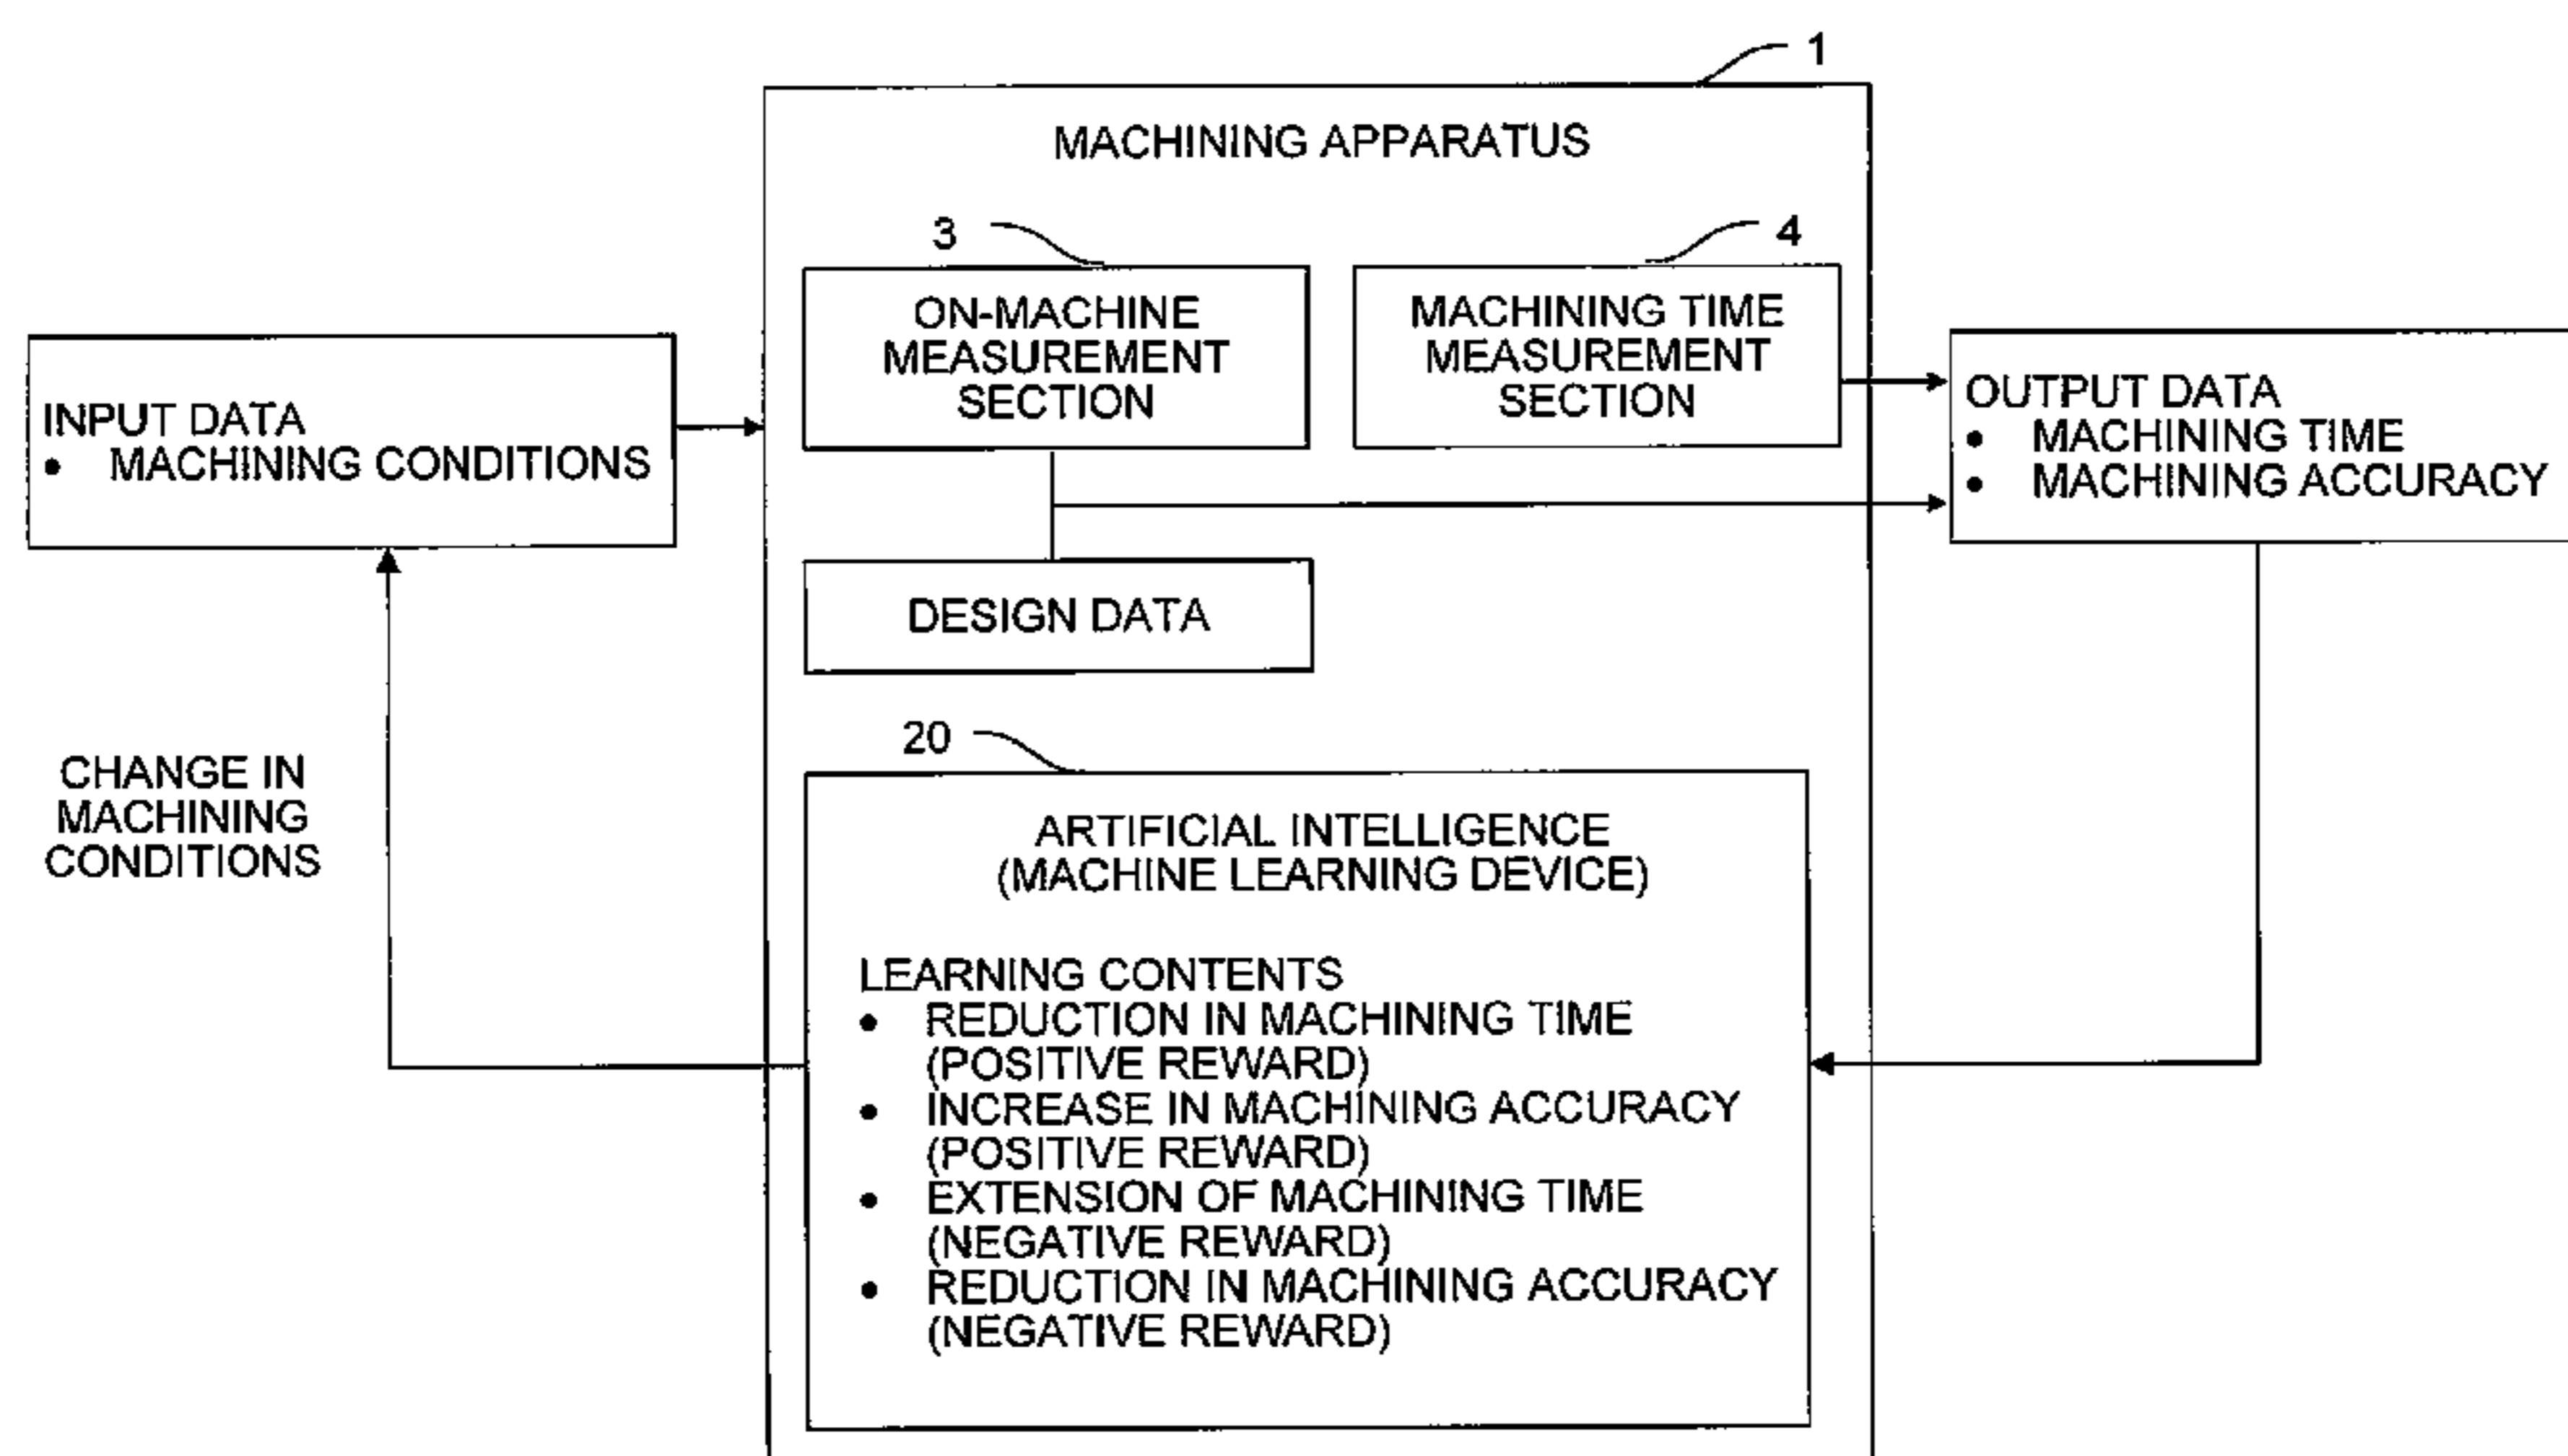 1
MACHINING APPARATUS
3
4
ON-MACHINE
MEASUREMENT
SECTION
MACHINING TIME
MEASUREMENT
SECTION
INPUT DATA
• MACHINING CONDITIONS
OUTPUT DATA
• MACHINING TIME
• MACHINING ACCURACY
DESIGN DATA
CHANGE IN
MACHINING
CONDITIONS
20
ARTIFICIAL INTELLIGENCE
(MACHINE LEARNING DEVICE)
LEARNING CONTENTS
• REDUCTION IN MACHINING TIME
(POSITIVE REWARD)
• INCREASE IN MACHINING ACCURACY
(POSITIVE REWARD)
• EXTENSION OF MACHINING TIME
(NEGATIVE REWARD)
• REDUCTION IN MACHINING ACCURACY
(NEGATIVE REWARD)